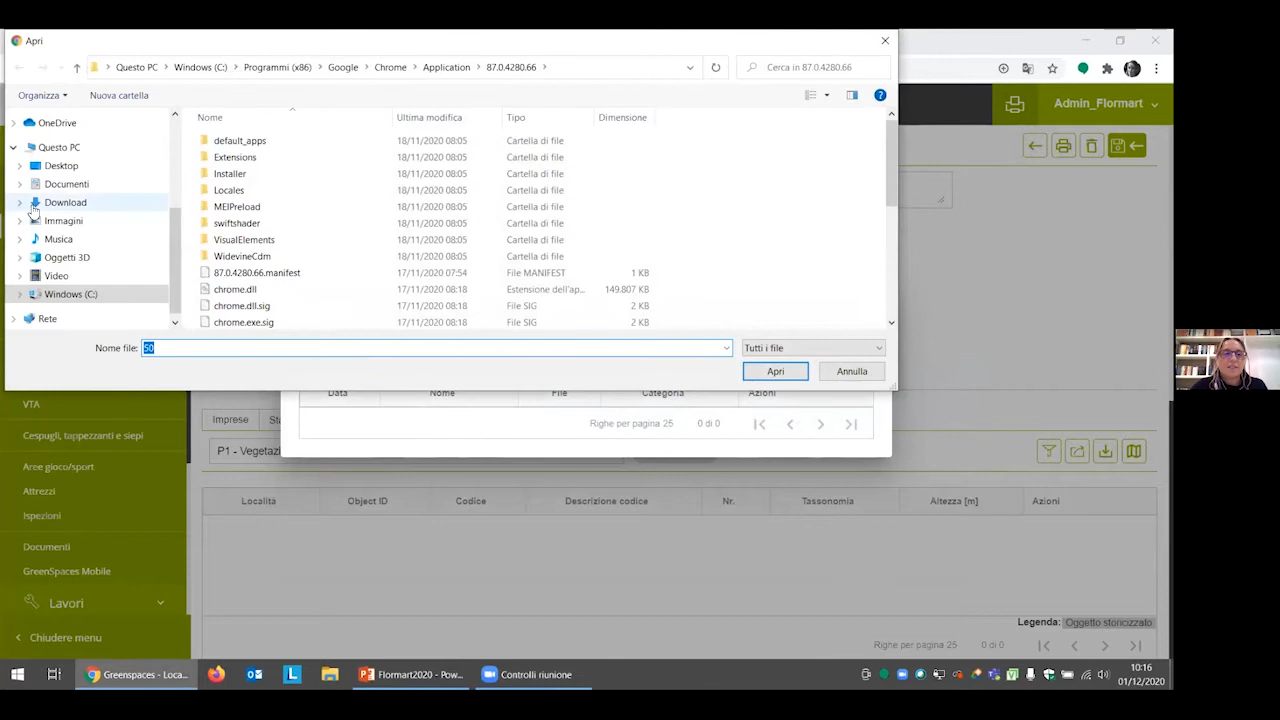 Apri
Questo PC > Windows (C:) > Programmi (x86) > Google > Chrome > Application > 87.0.4280.66
Cerca in 87.0.4280.66
Organizza
Nuova cartella
Nome
Ultima modifica
Tipo
Dimensione
OneDrive
Questo PC
Desktop
Documenti
Download
Immagini
Musica
Oggetti 3D
Video
Windows (C:)
Rete
default_apps 18/11/2020 08:05 Cartella di file
Extensions 18/11/2020 08:05 Cartella di file
Installer 18/11/2020 08:05 Cartella di file
Locales 18/11/2020 08:05 Cartella di file
MEIPreload 18/11/2020 08:05 Cartella di file
swiftshader 18/11/2020 08:05 Cartella di file
VisualElements 18/11/2020 08:05 Cartella di file
WidevineCdm 18/11/2020 08:05 Cartella di file
87.0.4280.66.manifest 17/11/2020 07:54 File MANIFEST 1 KB
chrome.dll 17/11/2020 08:18 Estensione dell'ap... 149.807 KB
chrome.dll.sig 17/11/2020 08:18 File SIG 2 KB
chrome.exe.sig 17/11/2020 08:18 File SIG 2 KB
Nome file: 50
Tutti i file
Apri
Annulla
Admin_Flormart
Data Nome File Categoria Azioni
Righe per pagina 25 0 di 0
VTA
Cespugli, tappezzanti e siepi
Aree gioco/sport
Attrezzi
Ispezioni
Documenti
GreenSpaces Mobile
Lavori
Chiudere menu
Imprese
P1 - Vegetazi
Località Object ID Codice Descrizione codice Nr. Tassonomia Altezza [m] Azioni
Legenda: Oggetto storicizzato
Righe per pagina 25 0 di 0
Greenspaces - Loca...
Flormart2020 - Pow...
Controlli riunione
10:16
01/12/2020